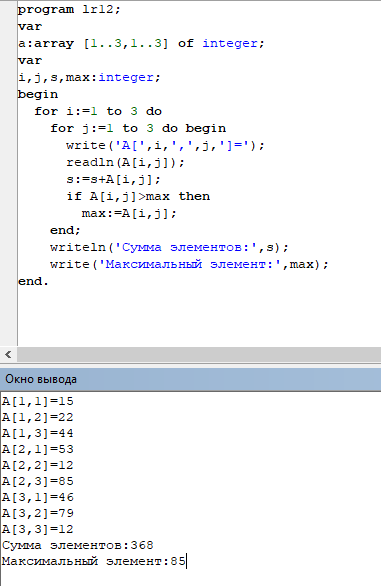 program lr12;
var
a:array [1..3,1..3] of integer;
var
i,j,s,max:integer;
begin
  for i:=1 to 3 do
    for j:=1 to 3 do begin
      write('A[',i,',',j,']=');
      readln(A[i,j]);
      s:=s+A[i,j];
      if A[i,j]>max then
        max:=A[i,j];
    end;
    writeln('Сумма элементов:',s);
    write('Максимальный элемент:',max);
end.
Окно вывода
A[1,1]=15
A[1,2]=22
A[1,3]=44
A[2,1]=53
A[2,2]=12
A[2,3]=85
A[3,1]=46
A[3,2]=79
A[3,3]=12
Сумма элементов:368
Максимальный элемент:85